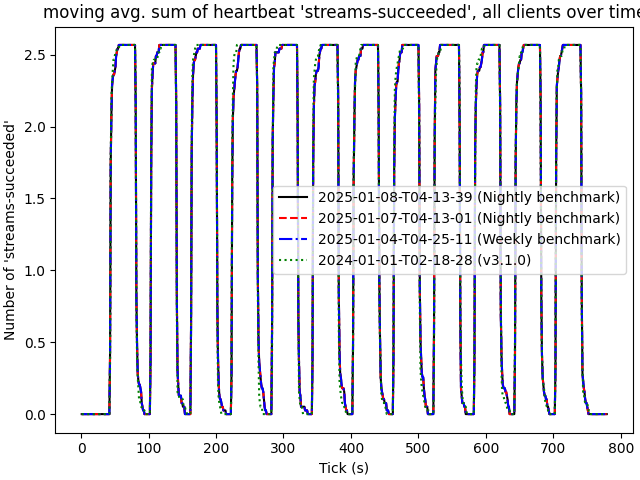 moving avg. sum of heartbeat 'streams-succeeded', all clients over time
Number of 'streams-succeeded'
2.5
2.0
1.5
1.0
0.5
0.0
2025-01-08-T04-13-39 (Nightly benchmark)
2025-01-07-T04-13-01 (Nightly benchmark)
2025-01-04-T04-25-11 (Weekly benchmark)
2024-01-01-T02-18-28 (v3.1.0)
0 100 200 300 400 500 600 700 800
Tick (s)